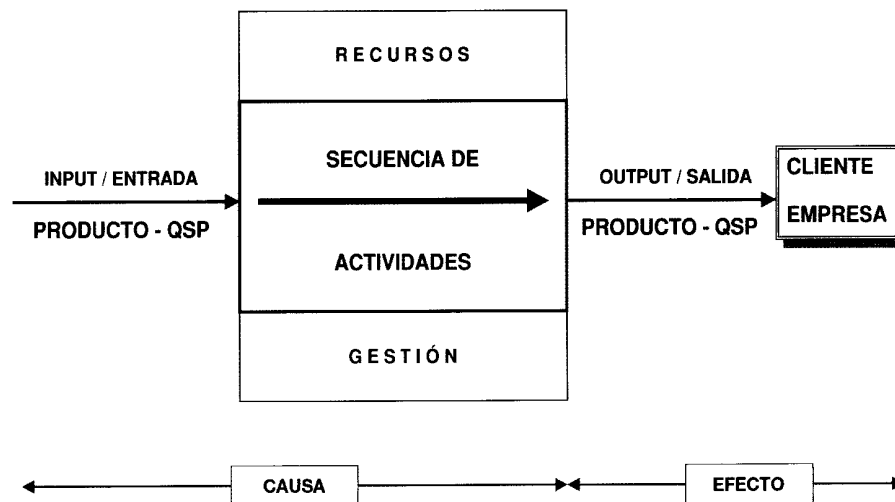 RECURSOS
INPUT / ENTRADA
PRODUCTO - QSP
SECUENCIA DE
ACTIVIDADES
OUTPUT / SALIDA
PRODUCTO - QSP
CLIENTE
EMPRESA
GESTIÓN
CAUSA
EFECTO